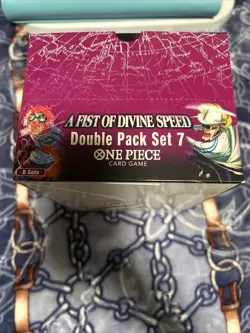 A FIST OF DIVINE SPEED
Double Pack Set 7
ONE PIECE
CARD GAME
8 Sets